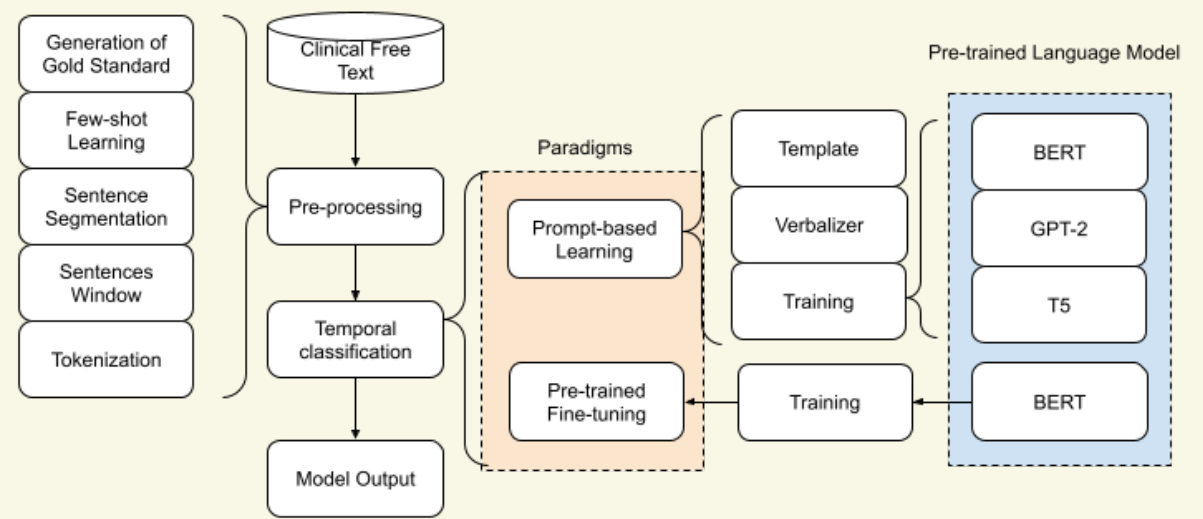 Generation of
Gold Standard
Few-shot
Learning
Sentence
Segmentation
Sentences
Window
Tokenization
Clinical Free
Text
Pre-processing
Temporal
classification
Model Output
Paradigms
Prompt-based
Learning
Pre-trained
Fine-tuning
Template
Verbalizer
Training
Training
Pre-trained Language Model
BERT
GPT-2
T5
BERT